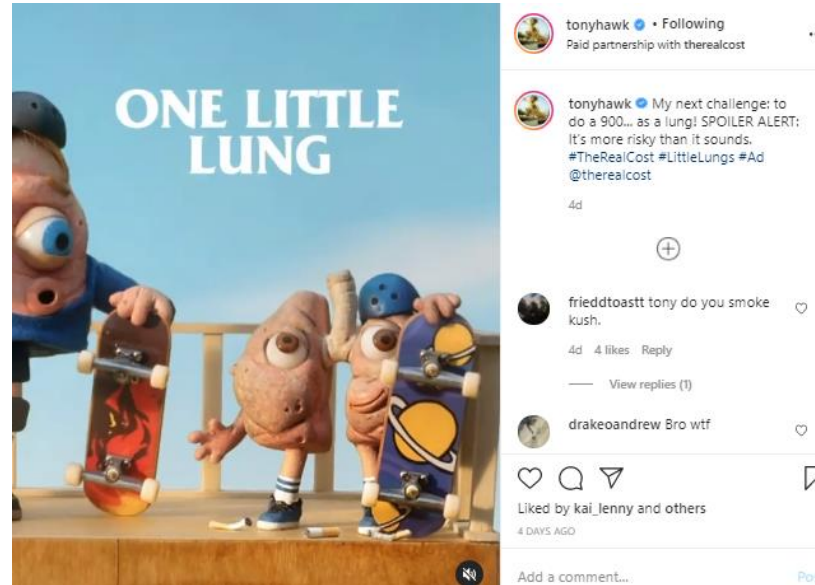 ONE LITTLE
LUNG
tonyhawk • Following
Paid partnership with therealcost
tonyhawk My next challenge: to
do a 900... as a lung! SPOILER ALERT:
It's more risky than it sounds.
#TheRealCost #LittleLungs #Ad
@therealcost
4d
frieddtoastt tony do you smoke
kush.
4d 4 likes Reply
View replies (1)
drakeoandrew Bro wtf
Liked by kai_lenny and others
4 DAYS AGO
Add a comment...